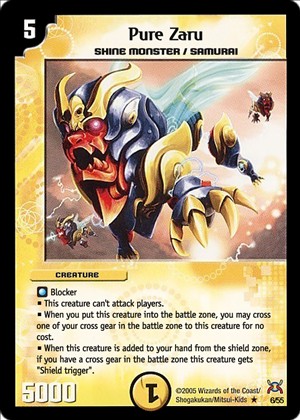 5
Pure Zaru
SHINE MONSTER / SAMURAI
CREATURE
Blocker
■ This creature can't attack players.
■ When you put this creature into the battle zone, you may cross
one of your cross gear in the battle zone to this creature for no
cost.
■ When this creature is added to your hand from the shield zone,
if you have a cross gear in the battle zone this creature gets
"Shield trigger".
5000
1
©2005 Wizards of the Coast/
Shogakukan/Mitsui-Kids ★ 6/55